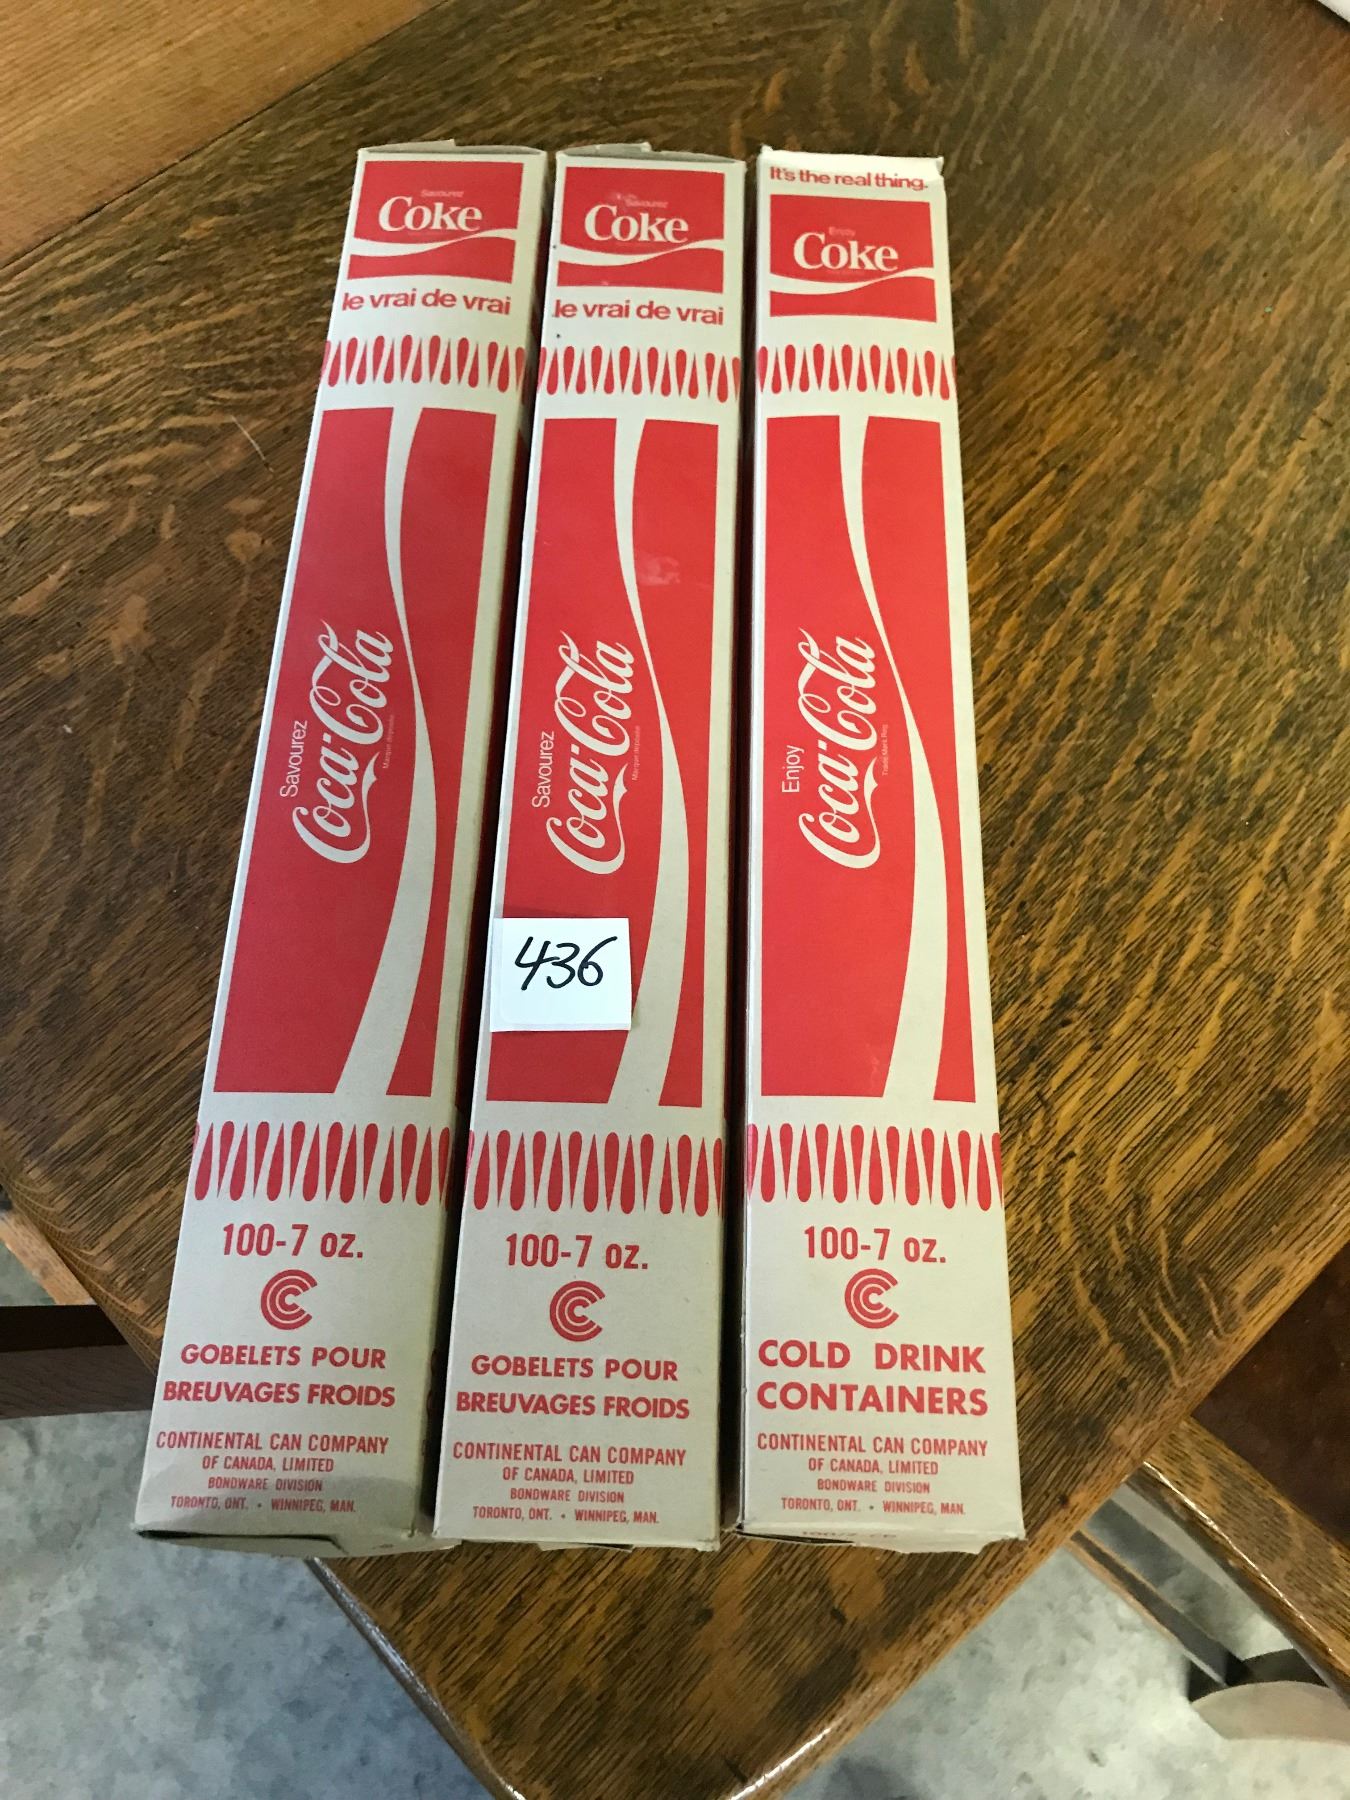 Savourez
Coke
le vrai de vrai
Savourez
Coca-Cola
Marque déposée
100-7 oz.
C
GOBELETS POUR
BREUVAGES FROIDS
CONTINENTAL CAN COMPANY
OF CANADA, LIMITED
BONDWARE DIVISION
TORONTO, ONT. • WINNIPEG, MAN.
Savourez
Coke
le vrai de vrai
Savourez
Coca-Cola
Marque déposée
436
100-7 oz.
C
GOBELETS POUR
BREUVAGES FROIDS
CONTINENTAL CAN COMPANY
OF CANADA, LIMITED
BONDWARE DIVISION
TORONTO, ONT. • WINNIPEG, MAN.
It's the real thing.
Enjoy
Coke
Enjoy
Coca-Cola
Trade Mark Reg.
100-7 oz.
C
COLD DRINK
CONTAINERS
CONTINENTAL CAN COMPANY
OF CANADA, LIMITED
BONDWARE DIVISION
TORONTO, ONT. • WINNIPEG, MAN.